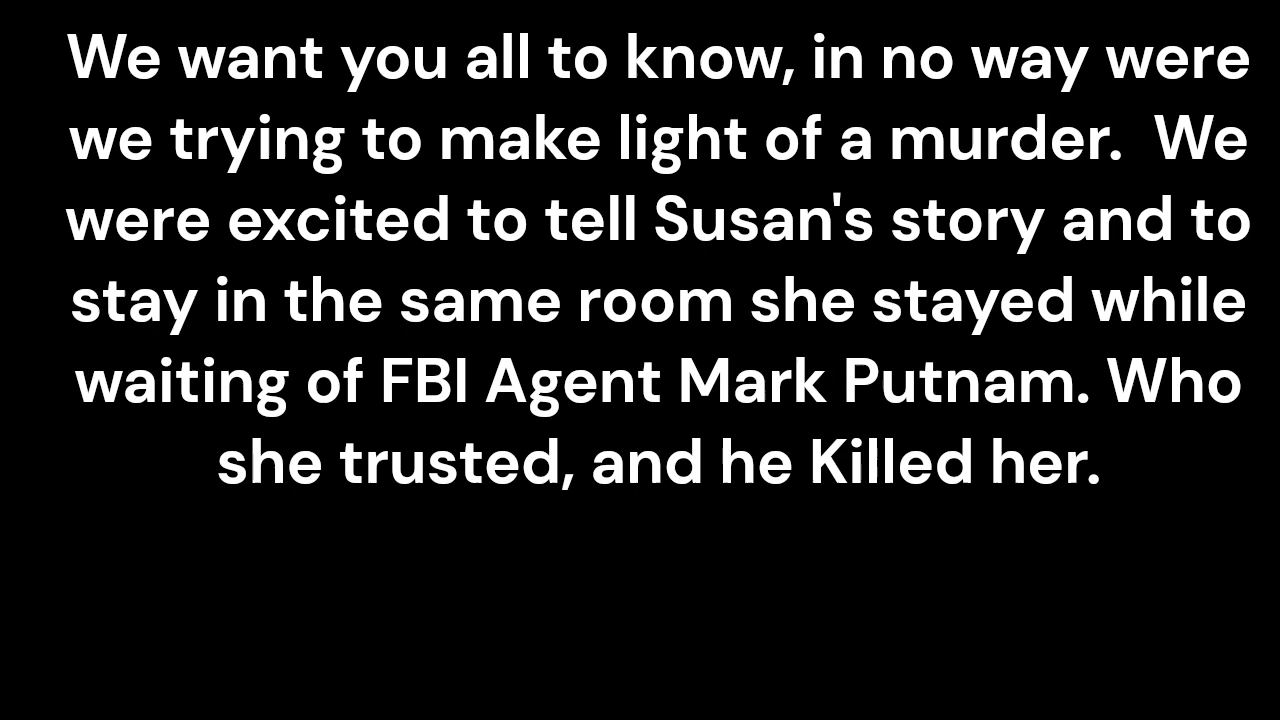 We want you all to know, in no way were
we trying to make light of a murder.  We
were excited to tell Susan's story and to
stay in the same room she stayed while
waiting of FBI Agent Mark Putnam. Who
she trusted, and he Killed her.